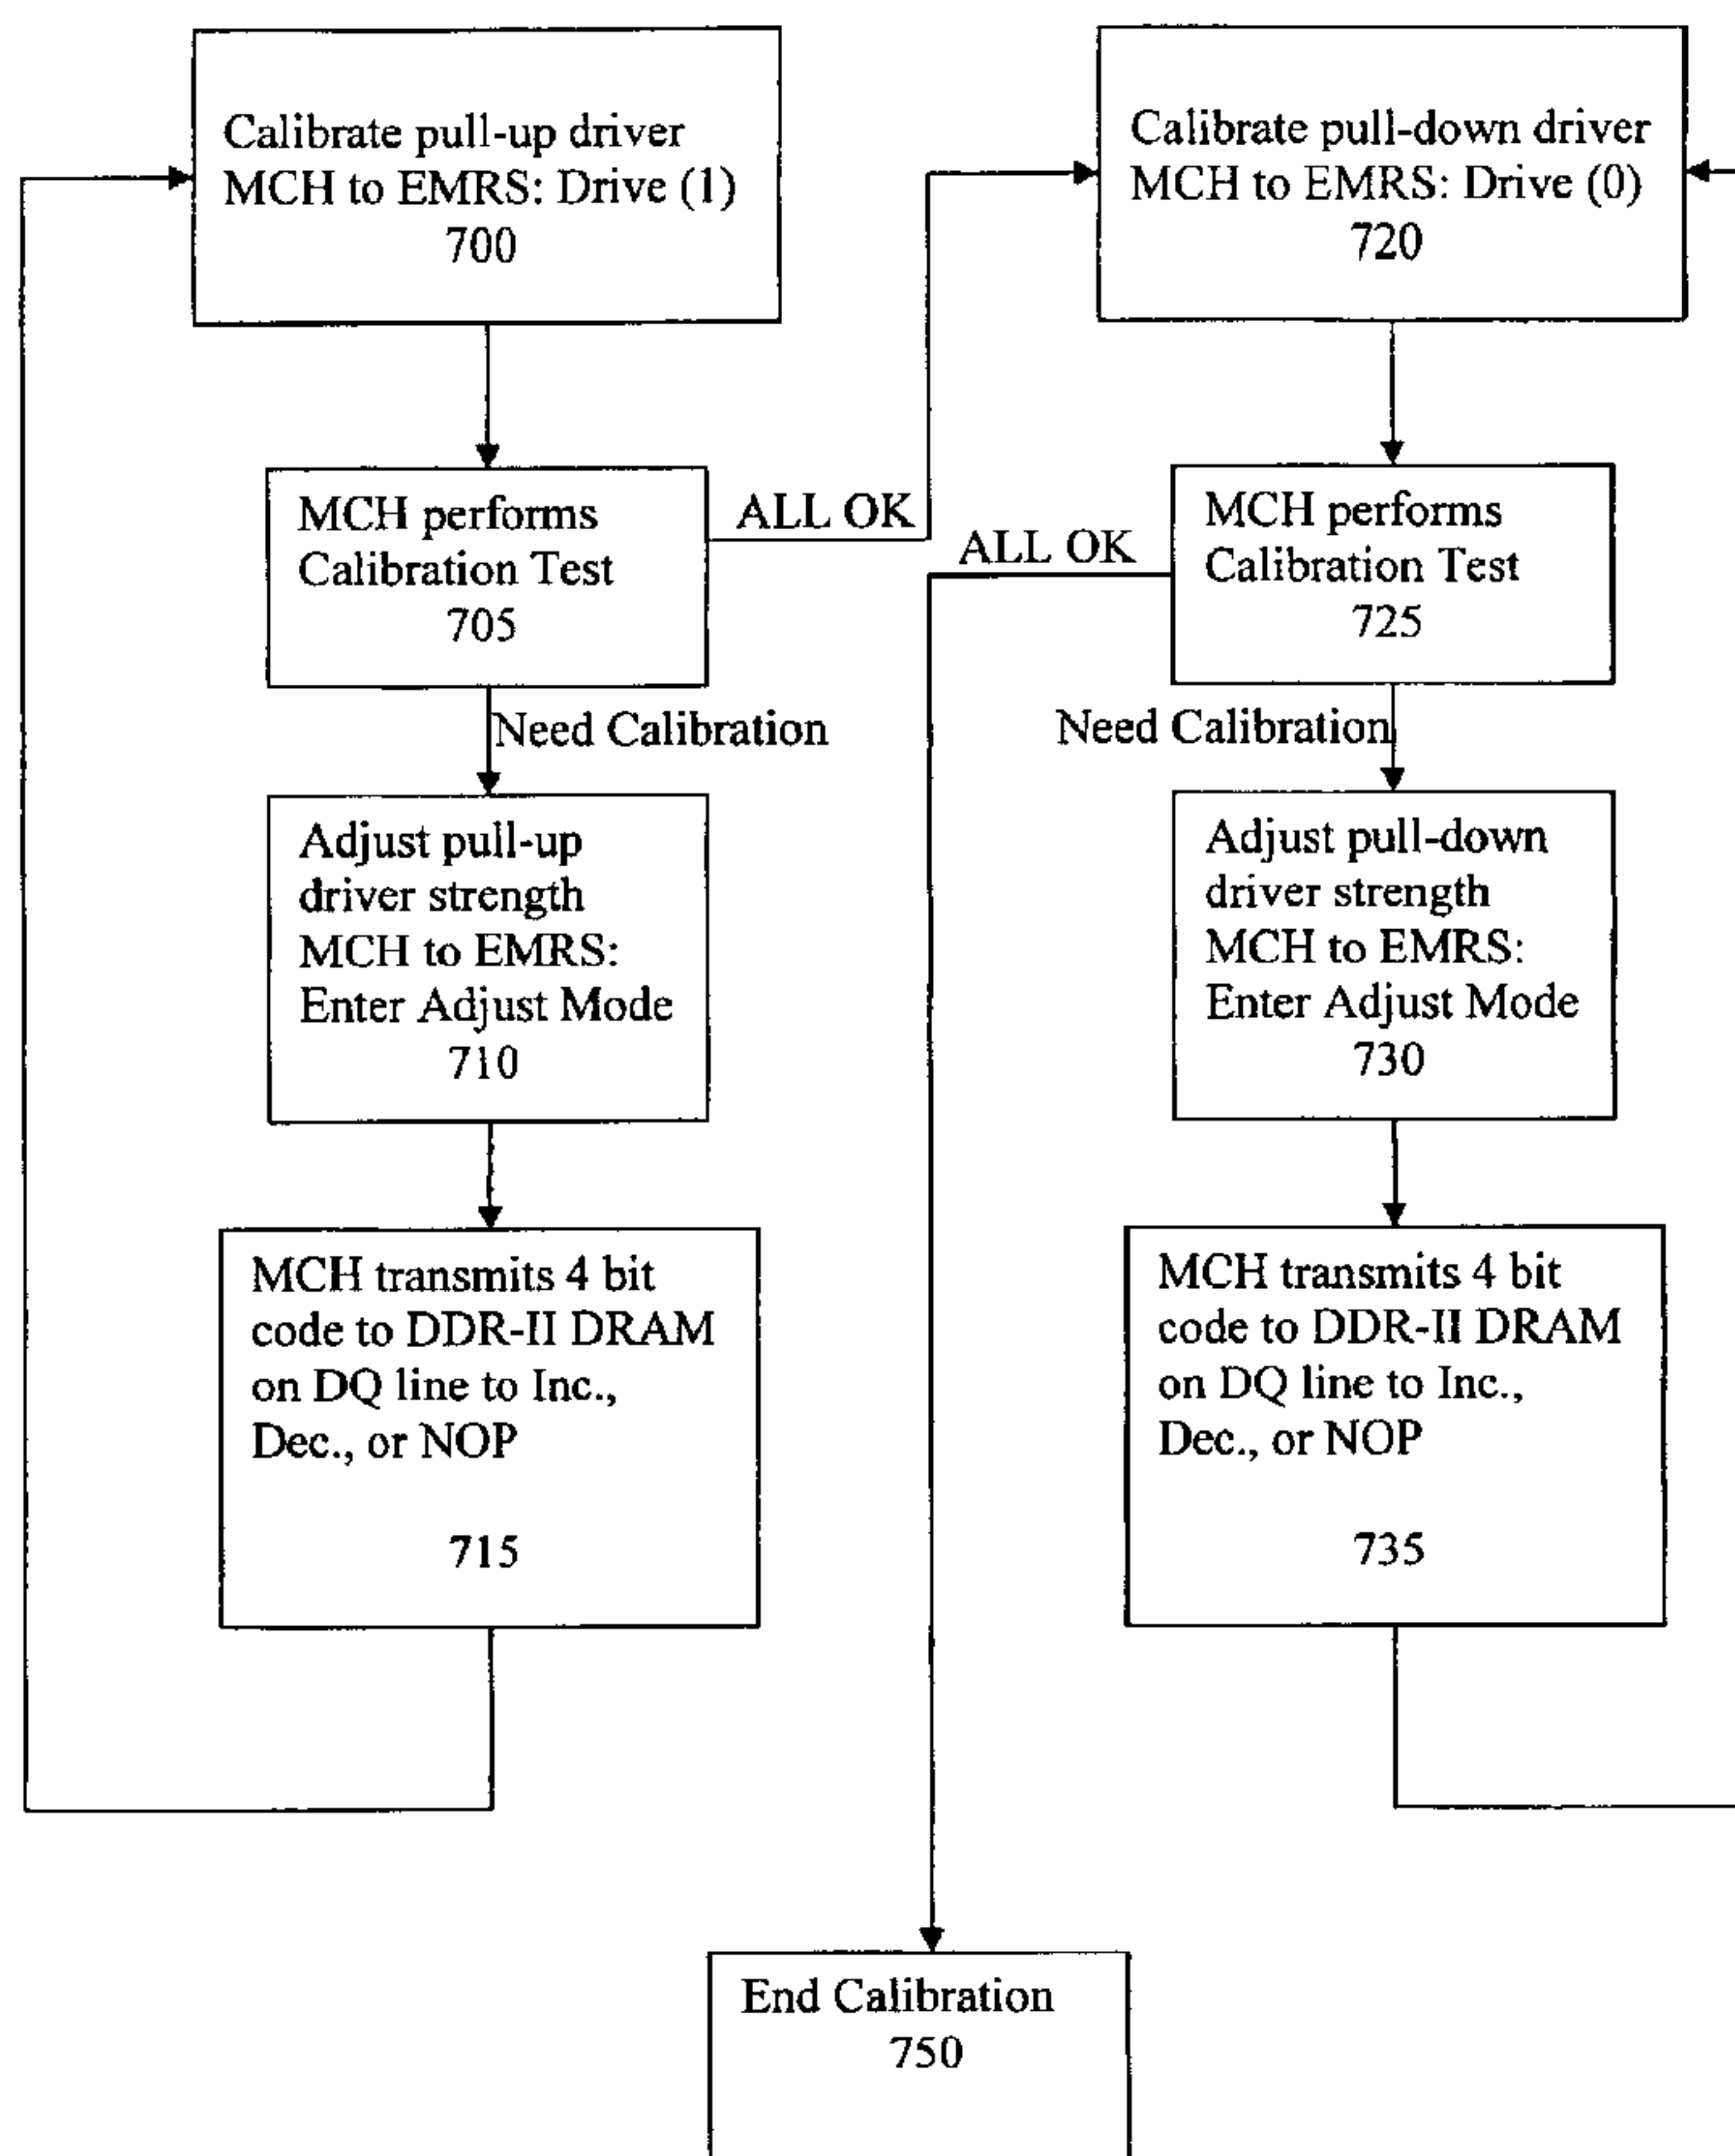 Calibrate pull-up driver
MCH to EMRS: Drive (1)
700
MCH performs
Calibration Test
705
ALL OK
Need Calibration
Adjust pull-up
driver strength
MCH to EMRS:
Enter Adjust Mode
710
MCH transmits 4 bit
code to DDR-II DRAM
on DQ line to Inc.,
Dec., or NOP
715
Calibrate pull-down driver
MCH to EMRS: Drive (0)
720
MCH performs
Calibration Test
725
ALL OK
Need Calibration
Adjust pull-down
driver strength
MCH to EMRS:
Enter Adjust Mode
730
MCH transmits 4 bit
code to DDR-II DRAM
on DQ line to Inc.,
Dec., or NOP
735
End Calibration
750